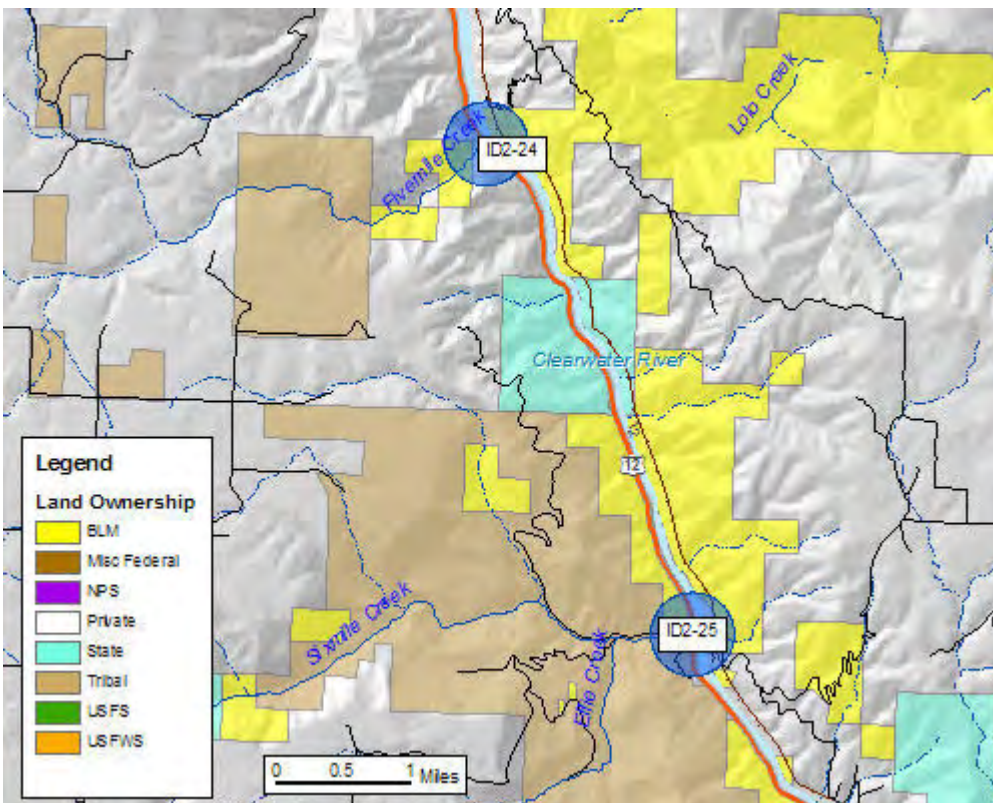 Lolo Creek
Fivemile Creek
ID2-24
Clearwater River
12
Legend
Land Ownership
BLM
Misc Federal
NPS
Private
State
Tribal
USFS
USFWS
Sixmile Creek
Effie Creek
ID2-25
0 0.5 1 Miles